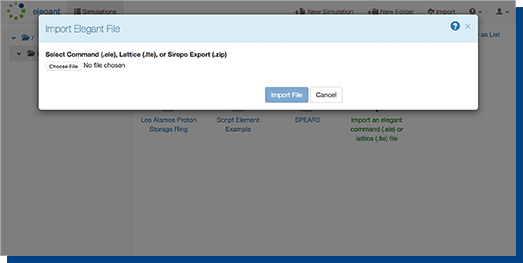 elegant
Simulations
New Simulation
New Folder
Import
Import Elegant File
Select Command (.ele), Lattice (.lte), or Sirepo Export (.zip)
Choose File No file chosen
Import File
Cancel
as List
/
Los Alamos Proton
Storage Ring
Script Element
Example
SPEAR3
Import an elegant
command (.ele) or
lattice (.lte) file